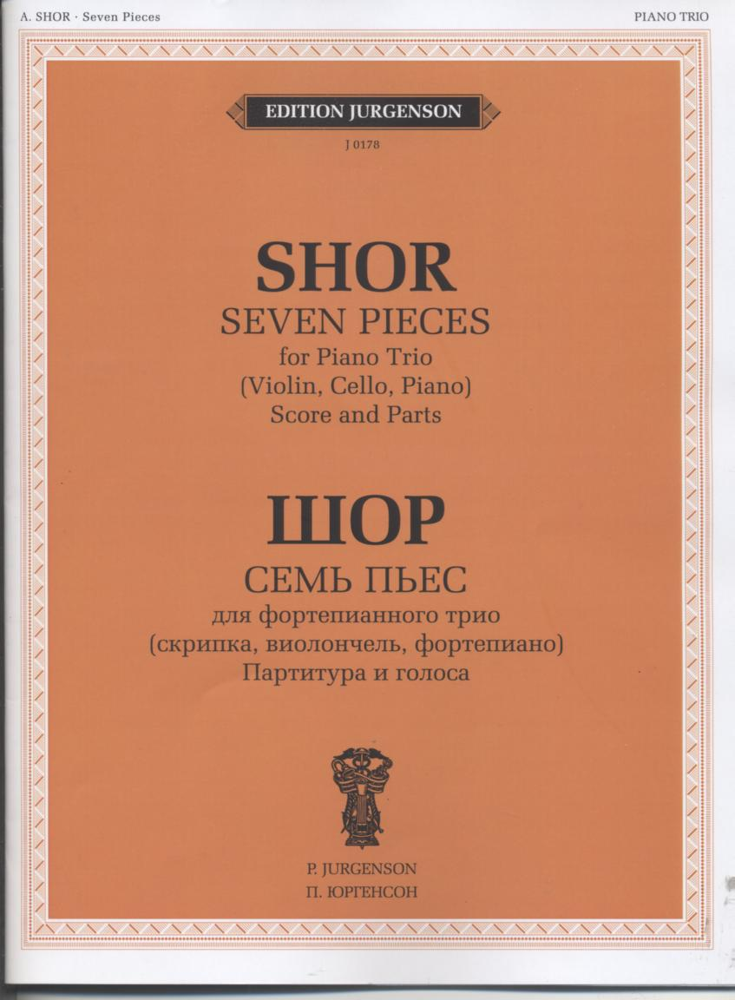 A. SHOR · Seven Pieces
PIANO TRIO
EDITION JURGENSON
J 0178
SHOR
SEVEN PIECES
for Piano Trio
(Violin, Cello, Piano)
Score and Parts
ШОР
СЕМЬ ПЬЕС
для фортепианного трио
(скрипка, виолончель, фортепиано)
Партитура и голоса
P. JURGENSON
П. ЮРГЕНСОН